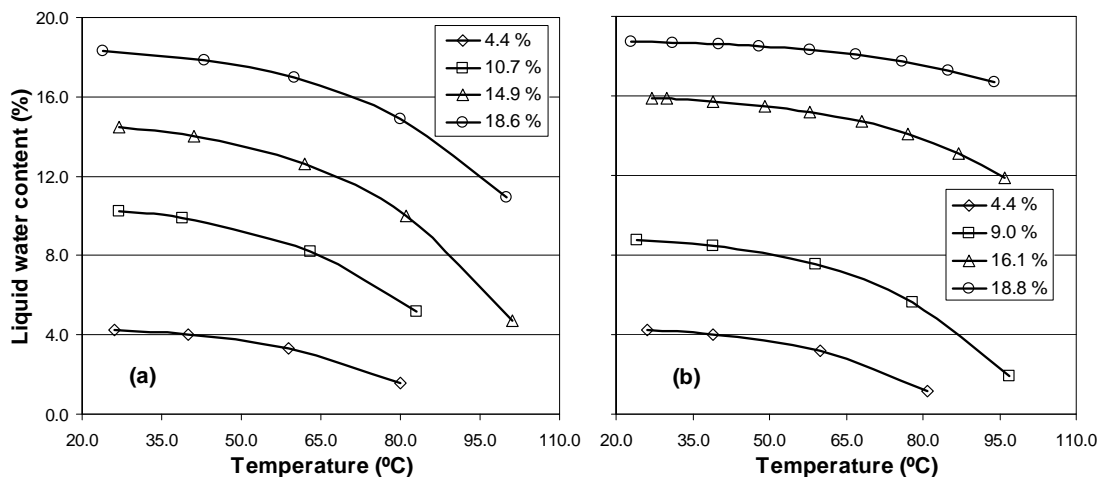 20.0
16.0
12.0
8.0
4.0
0.0
Liquid water content (%)
4.4 %
10.7 %
14.9 %
18.6 %
(a)
20.0 35.0 50.0 65.0 80.0 95.0 110.0
Temperature (ºC)
4.4 %
9.0 %
16.1 %
18.8 %
(b)
20.0 35.0 50.0 65.0 80.0 95.0 110.0
Temperature (ºC)